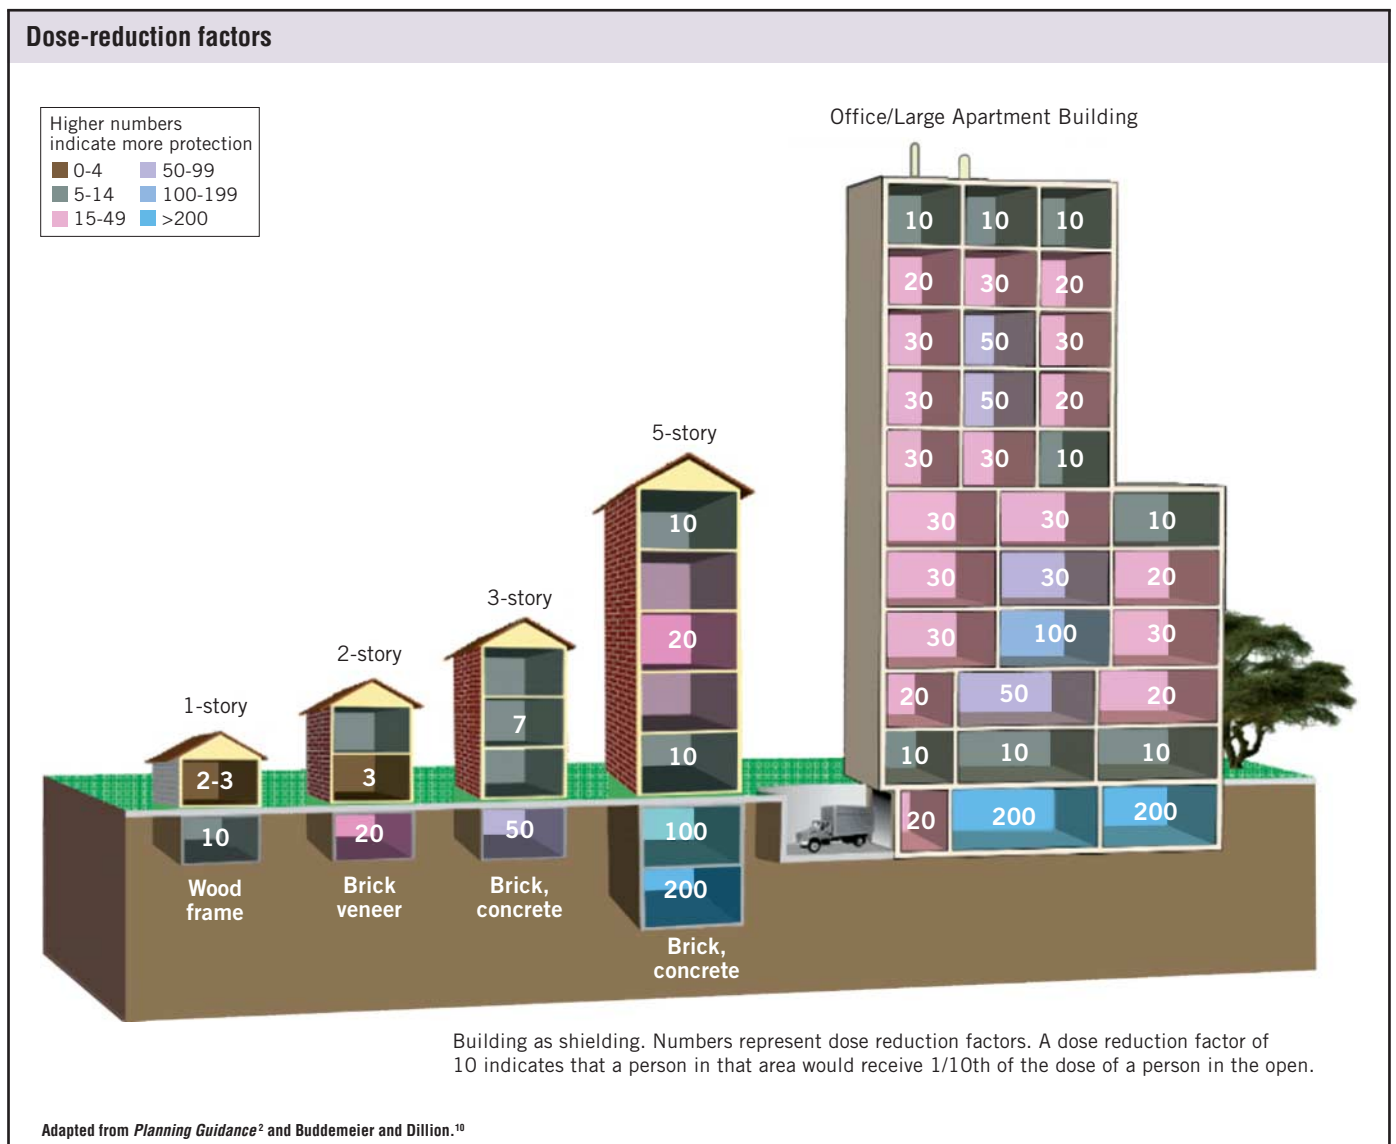 Dose-reduction factors
Higher numbers
indicate more protection
0-4
50-99
5-14
100-199
15-49
>200
Office/Large Apartment Building
10 10 10
20 30 20
30 50 30
30 50 20
30 30 10
30 30 10
30 30 20
30 100 30
20 50 20
10 10 10
20 200 200
5-story
10
20
10
100
200
Brick,
concrete
3-story
7
50
Brick,
concrete
2-story
3
20
Brick
veneer
1-story
2-3
10
Wood
frame
Building as shielding. Numbers represent dose reduction factors. A dose reduction factor of
10 indicates that a person in that area would receive 1/10th of the dose of a person in the open.
Adapted from Planning Guidance² and Buddemeier and Dillion.¹⁰